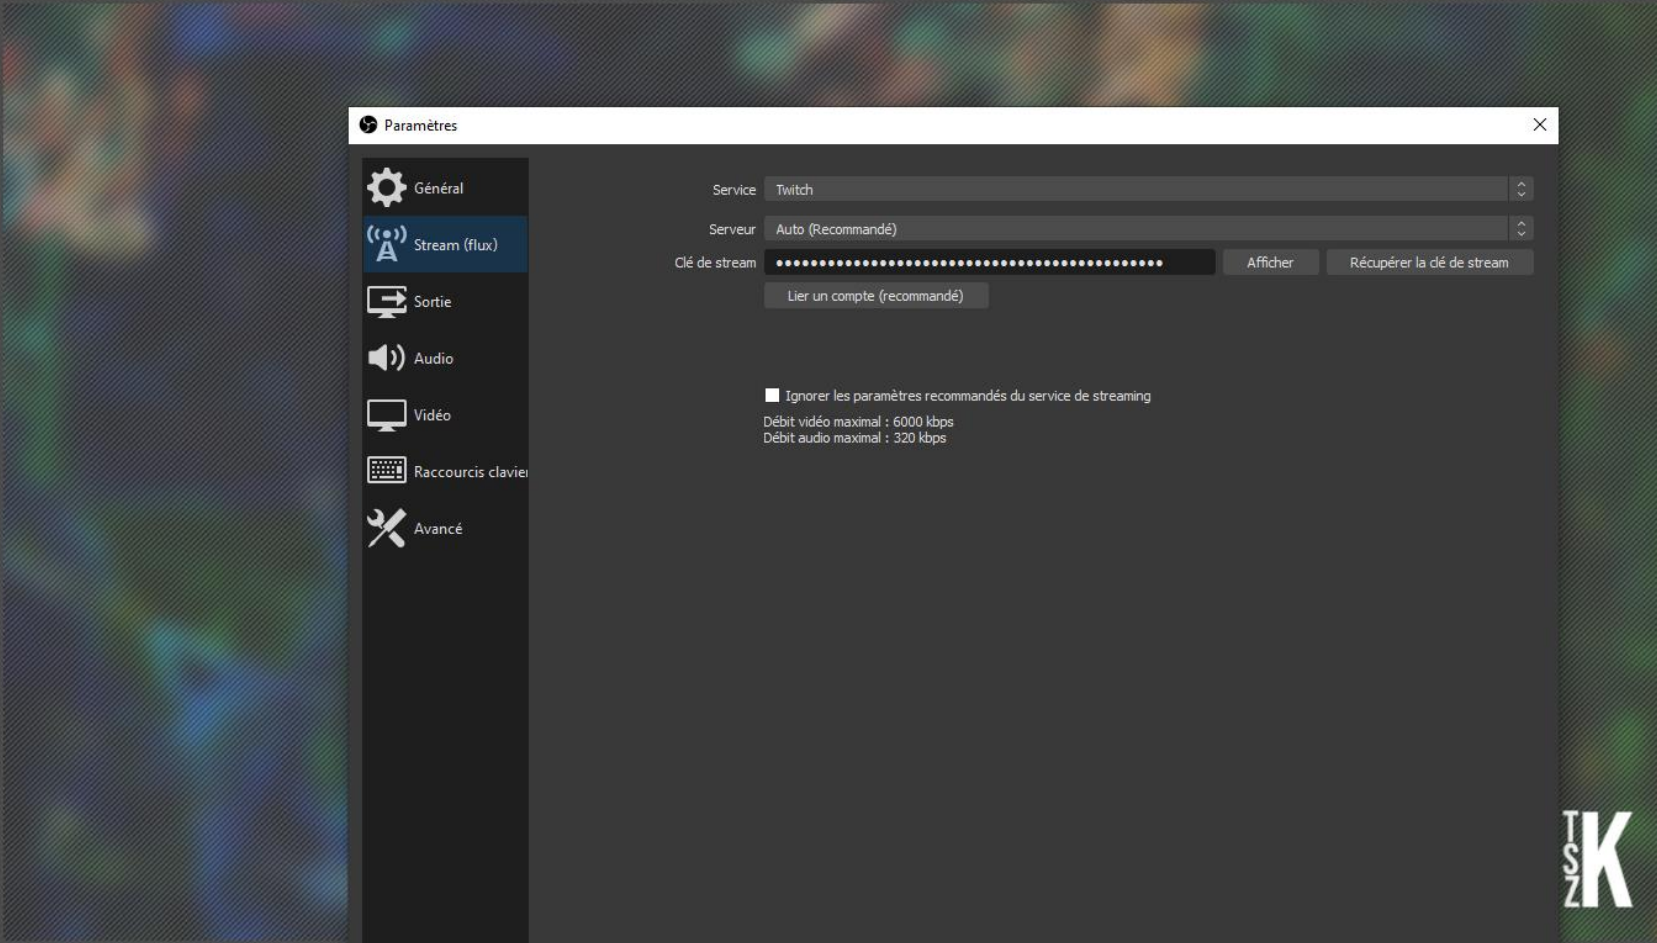 Paramètres
Général
Stream (flux)
Sortie
Audio
Vidéo
Raccourcis clavier
Avancé
Service Twitch
Serveur Auto (Recommandé)
Clé de stream •••••••••••••••••••••••••••••••••••••••••••••• Afficher Récupérer la clé de stream
Lier un compte (recommandé)
Ignorer les paramètres recommandés du service de streaming
Débit vidéo maximal : 6000 kbps
Débit audio maximal : 320 kbps
TSZK